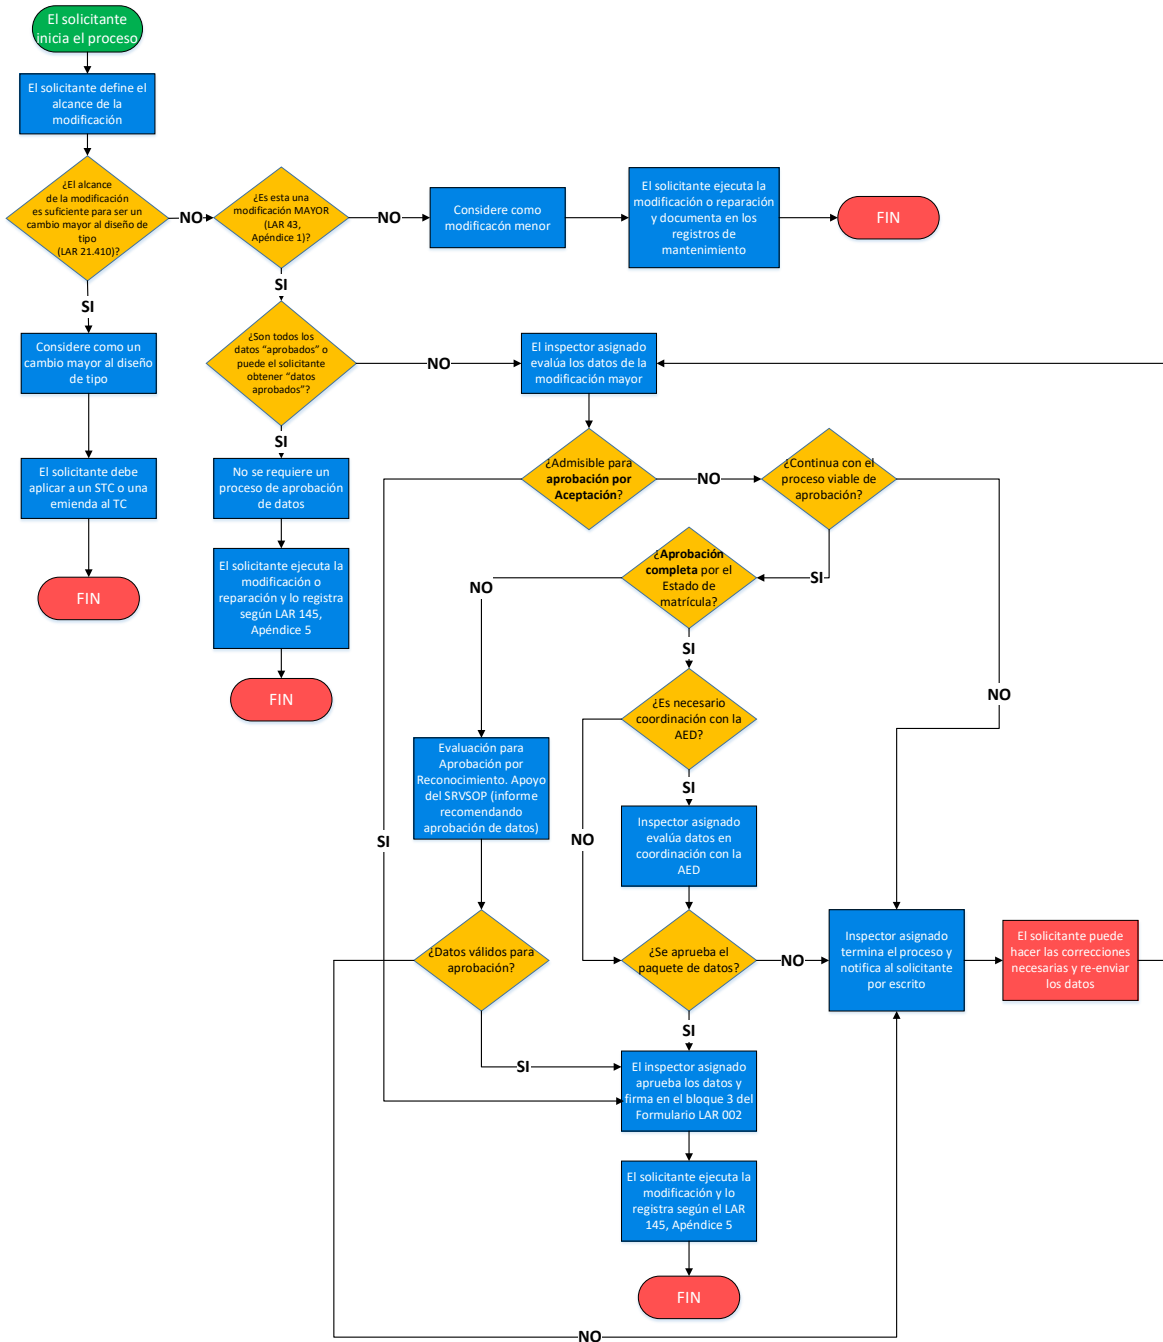 El solicitante
inicia el proceso
El solicitante define el
alcance de la
modificación
¿El alcance
de la modificación
es suficiente para ser un
cambio mayor al diseño de
tipo
(LAR 21.410)?
NO
¿Es esta una
modificación MAYOR
(LAR 43,
Apéndice 1)?
NO
Considere como
modificacón menor
El solicitante ejecuta la
modificación o reparación
y documenta en los
registros de
mantenimiento
FIN
SI
SI
Considere como un
cambio mayor al diseño
de tipo
¿Son todos los
datos “aprobados” o
puede el solicitante
obtener “datos
aprobados”?
NO
El inspector asignado
evalúa los datos de la
modificación mayor
SI
El solicitante debe
aplicar a un STC o una
emienda al TC
FIN
No se requiere un
proceso de aprobación
de datos
El solicitante ejecuta la
modificación o
reparación y lo registra
según LAR 145,
Apéndice 5
FIN
¿Admisible para
aprobación por
Aceptación?
NO
¿Continua con el
proceso viable de
aprobación?
SI
NO
¿Aprobación
completa por el
Estado de
matrícula?
NO
SI
¿Es necesario
coordinación con la
AED?
SI
NO
Evaluación para
Aprobación por
Reconocimiento. Apoyo
del SRVSOP (informe
recomendando
aprobación de datos)
SI
Inspector asignado
evalúa datos en
coordinación con la
AED
¿Datos válidos para
aprobación?
¿Se aprueba el
paquete de datos?
NO
Inspector asignado
termina el proceso y
notifica al solicitante
por escrito
El solicitante puede
hacer las correcciones
necesarias y re-enviar
los datos
SI
SI
El inspector asignado
aprueba los datos y
firma en el bloque 3 del
Formulario LAR 002
El solicitante ejecuta la
modificación y lo
registra según el LAR
145, Apéndice 5
FIN
NO